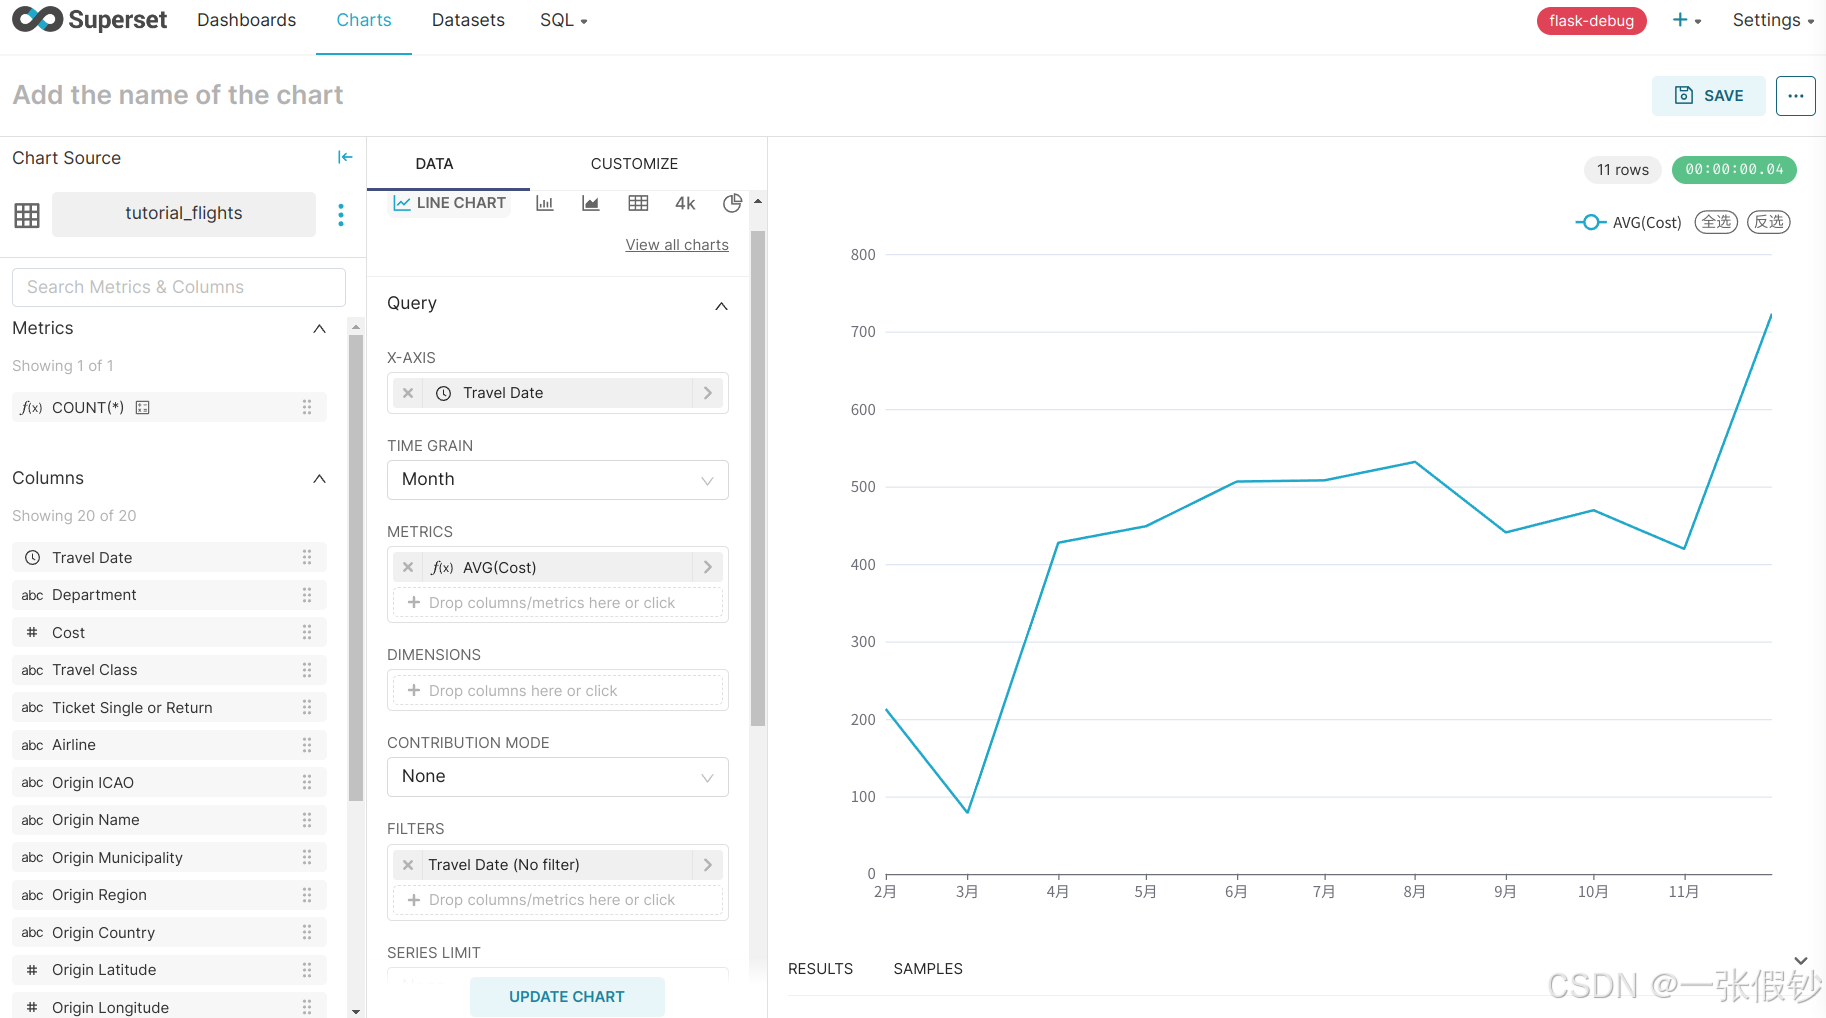 Superset Dashboards Charts Datasets SQL flask-debug Settings
Add the name of the chart
SAVE
Chart Source
tutorial_flights
Search Metrics & Columns
Metrics
Showing 1 of 1
f(x) COUNT(*)
Columns
Showing 20 of 20
Travel Date
abc Department
# Cost
abc Travel Class
abc Ticket Single or Return
abc Airline
abc Origin ICAO
abc Origin Name
abc Origin Municipality
abc Origin Region
abc Origin Country
# Origin Latitude
# Origin Longitude
DATA CUSTOMIZE
LINE CHART 4k
View all charts
Query
X-AXIS
Travel Date
TIME GRAIN
Month
METRICS
f(x) AVG(Cost)
+ Drop columns/metrics here or click
DIMENSIONS
+ Drop columns here or click
CONTRIBUTION MODE
None
FILTERS
Travel Date (No filter)
+ Drop columns/metrics here or click
SERIES LIMIT
UPDATE CHART
11 rows 00:00:00.04
AVG(Cost) 全选 反选
800
700
600
500
400
300
200
100
0
2月 3月 4月 5月 6月 7月 8月 9月 10月 11月
RESULTS SAMPLES
CSDN @一张假钞